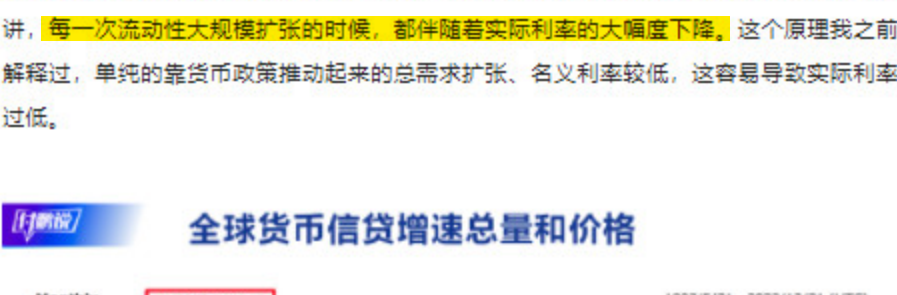 讲，每一次流动性大规模扩张的时候，都伴随着实际利率的大幅度下降。这个原理我之前
解释过，单纯的靠货币政策推动起来的总需求扩张、名义利率较低，这容易导致实际利率
过低。
付鹏说
全球货币信贷增速总量和价格